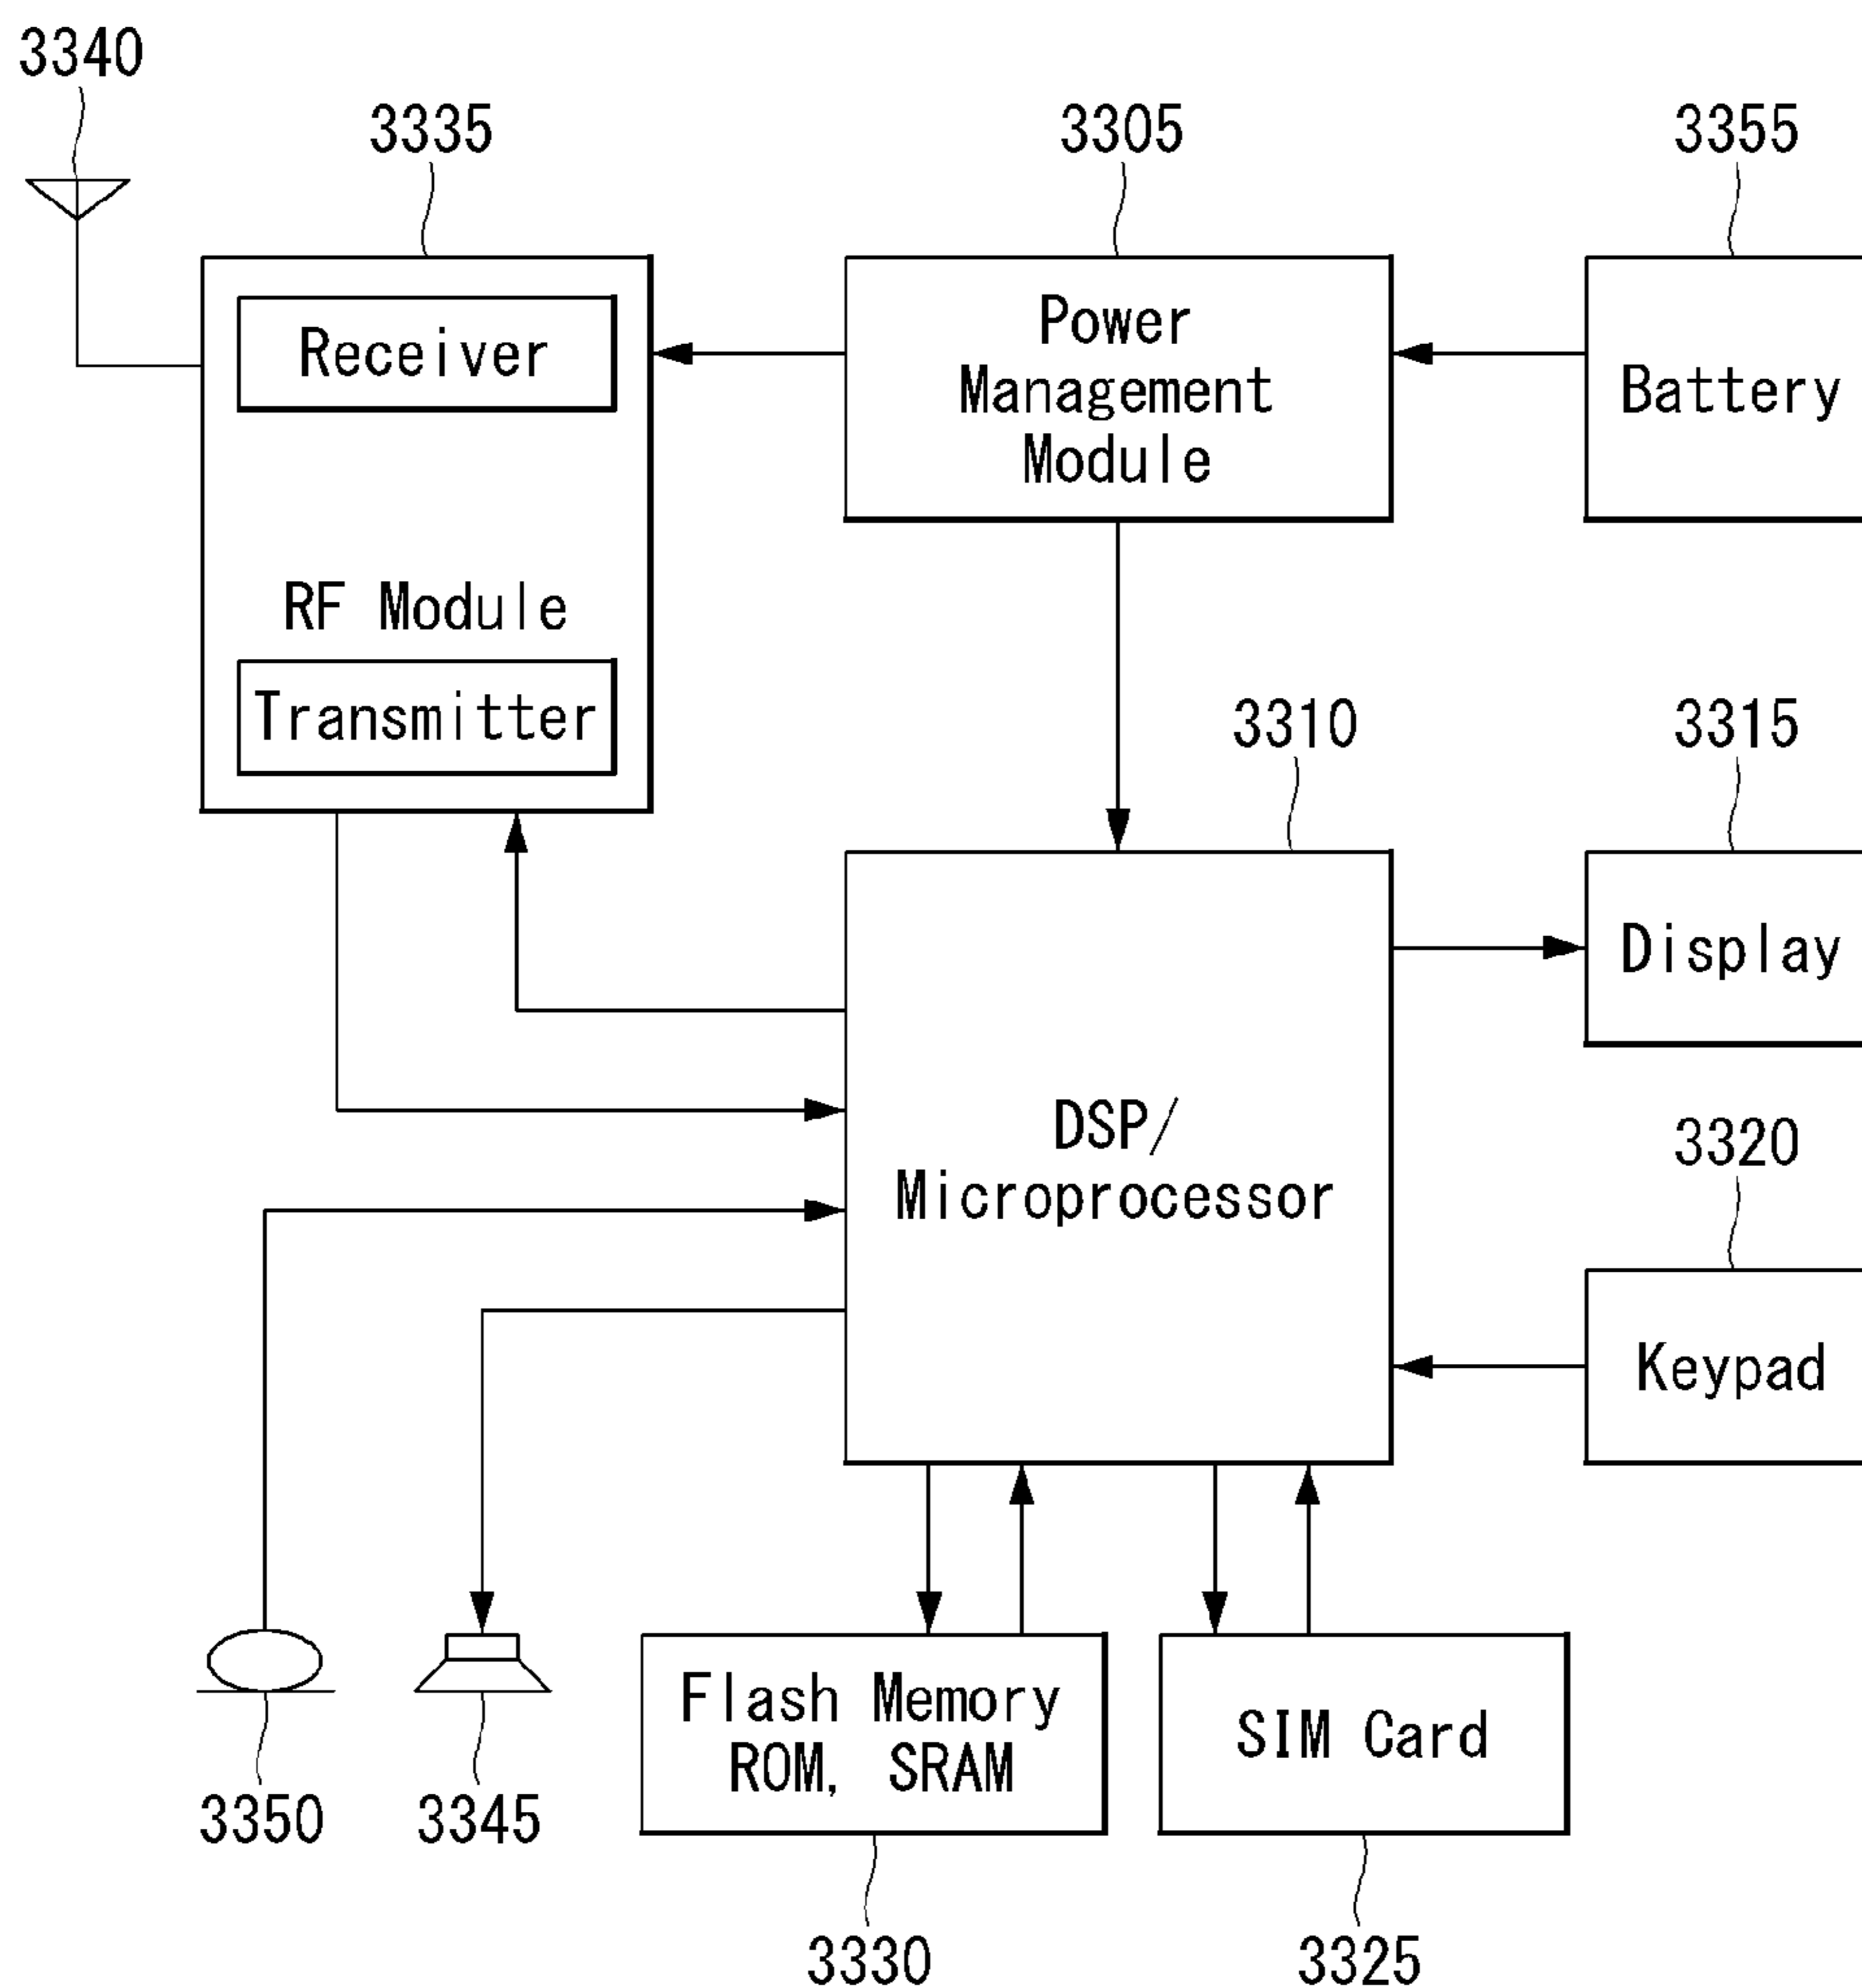 3340
3335
3305
3355
Receiver
Power
Management
Module
Battery
RF Module
Transmitter
3310
3315
Display
DSP/
Microprocessor
3320
Keypad
Flash Memory
ROM, SRAM
SIM Card
3350
3345
3330
3325